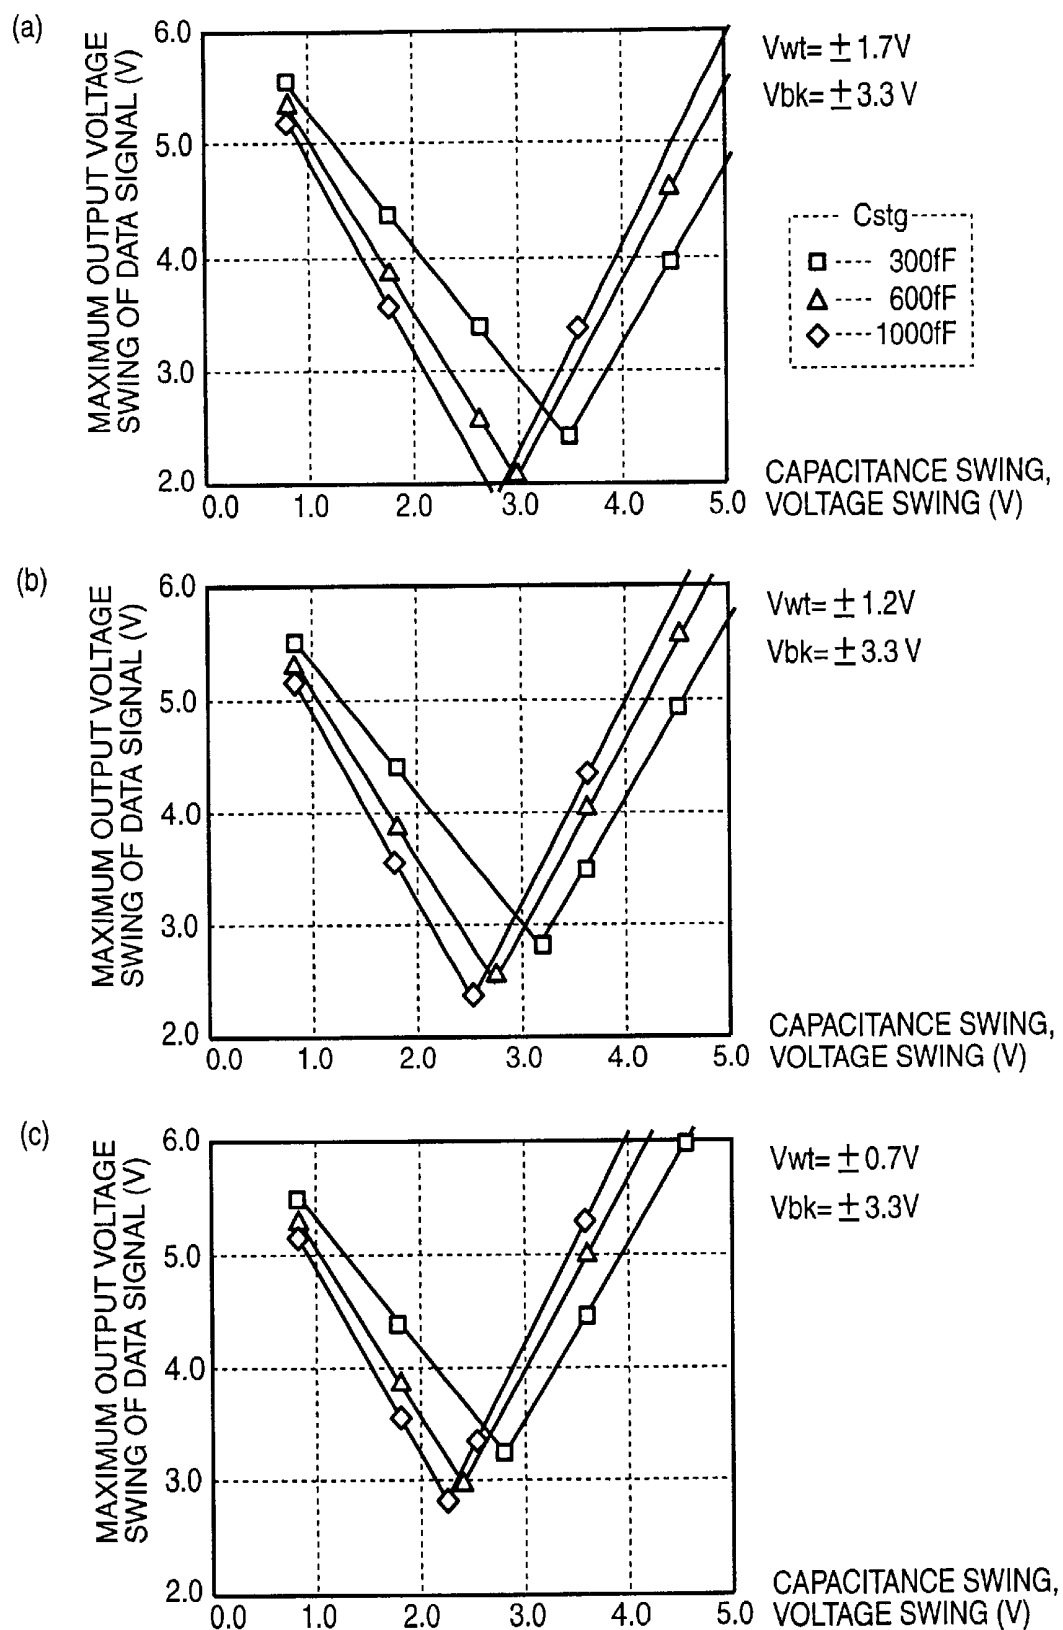 (a)
MAXIMUM OUTPUT VOLTAGE
SWING OF DATA SIGNAL (V)
6.0
5.0
4.0
3.0
2.0
0.0 1.0 2.0 3.0 4.0 5.0
CAPACITANCE SWING,
VOLTAGE SWING (V)
Vwt= ± 1.7V
Vbk= ± 3.3 V
Cstg
300fF
600fF
1000fF
(b)
MAXIMUM OUTPUT VOLTAGE
SWING OF DATA SIGNAL (V)
6.0
5.0
4.0
3.0
2.0
0.0 1.0 2.0 3.0 4.0 5.0
CAPACITANCE SWING,
VOLTAGE SWING (V)
Vwt= ± 1.2V
Vbk= ± 3.3 V
(c)
MAXIMUM OUTPUT VOLTAGE
SWING OF DATA SIGNAL (V)
6.0
5.0
4.0
3.0
2.0
0.0 1.0 2.0 3.0 4.0 5.0
CAPACITANCE SWING,
VOLTAGE SWING (V)
Vwt= ± 0.7V
Vbk= ± 3.3V